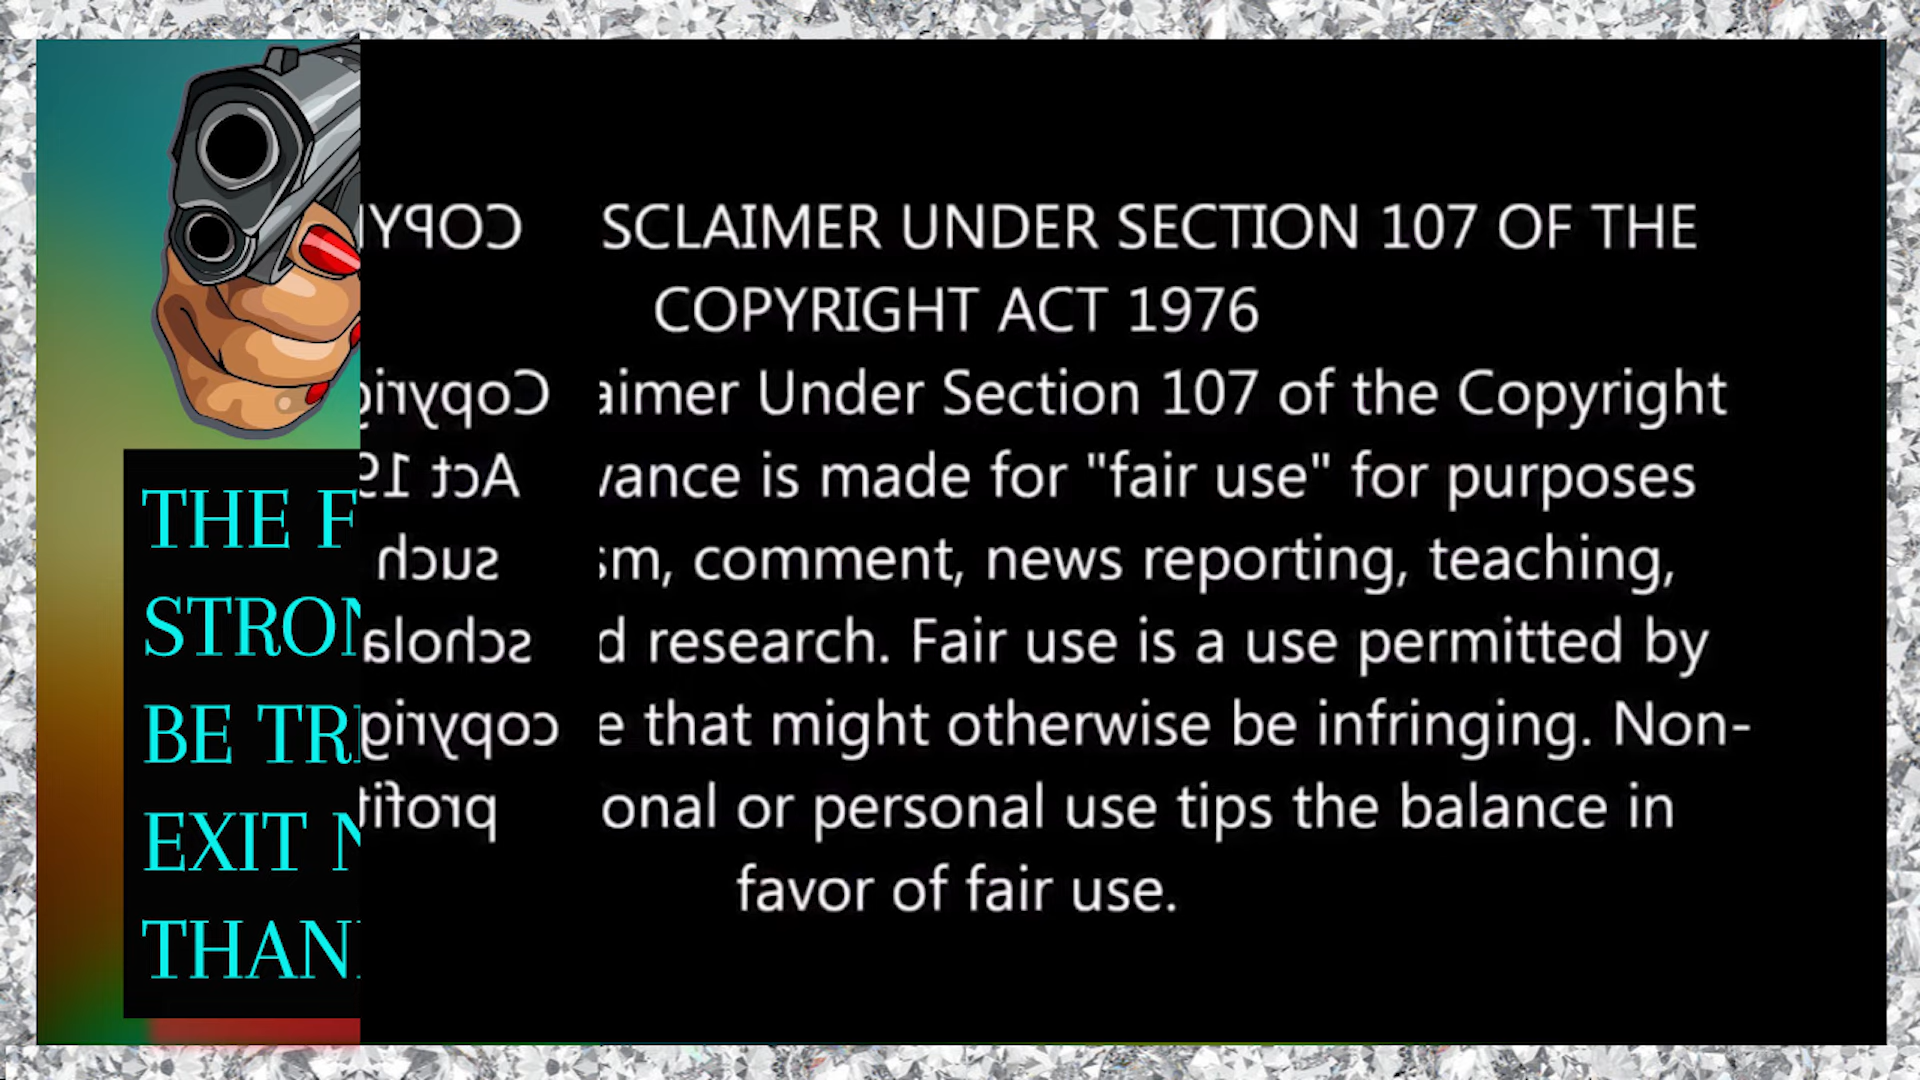 THE F
STRON
BE TR
EXIT N
THAN
COPY SCLAIMER UNDER SECTION 107 OF THE
COPYRIGHT ACT 1976
Copyrig aimer Under Section 107 of the Copyright
Act 19 vance is made for "fair use" for purposes
such sm, comment, news reporting, teaching,
schola d research. Fair use is a use permitted by
copyrig e that might otherwise be infringing. Non-
profit onal or personal use tips the balance in
favor of fair use.